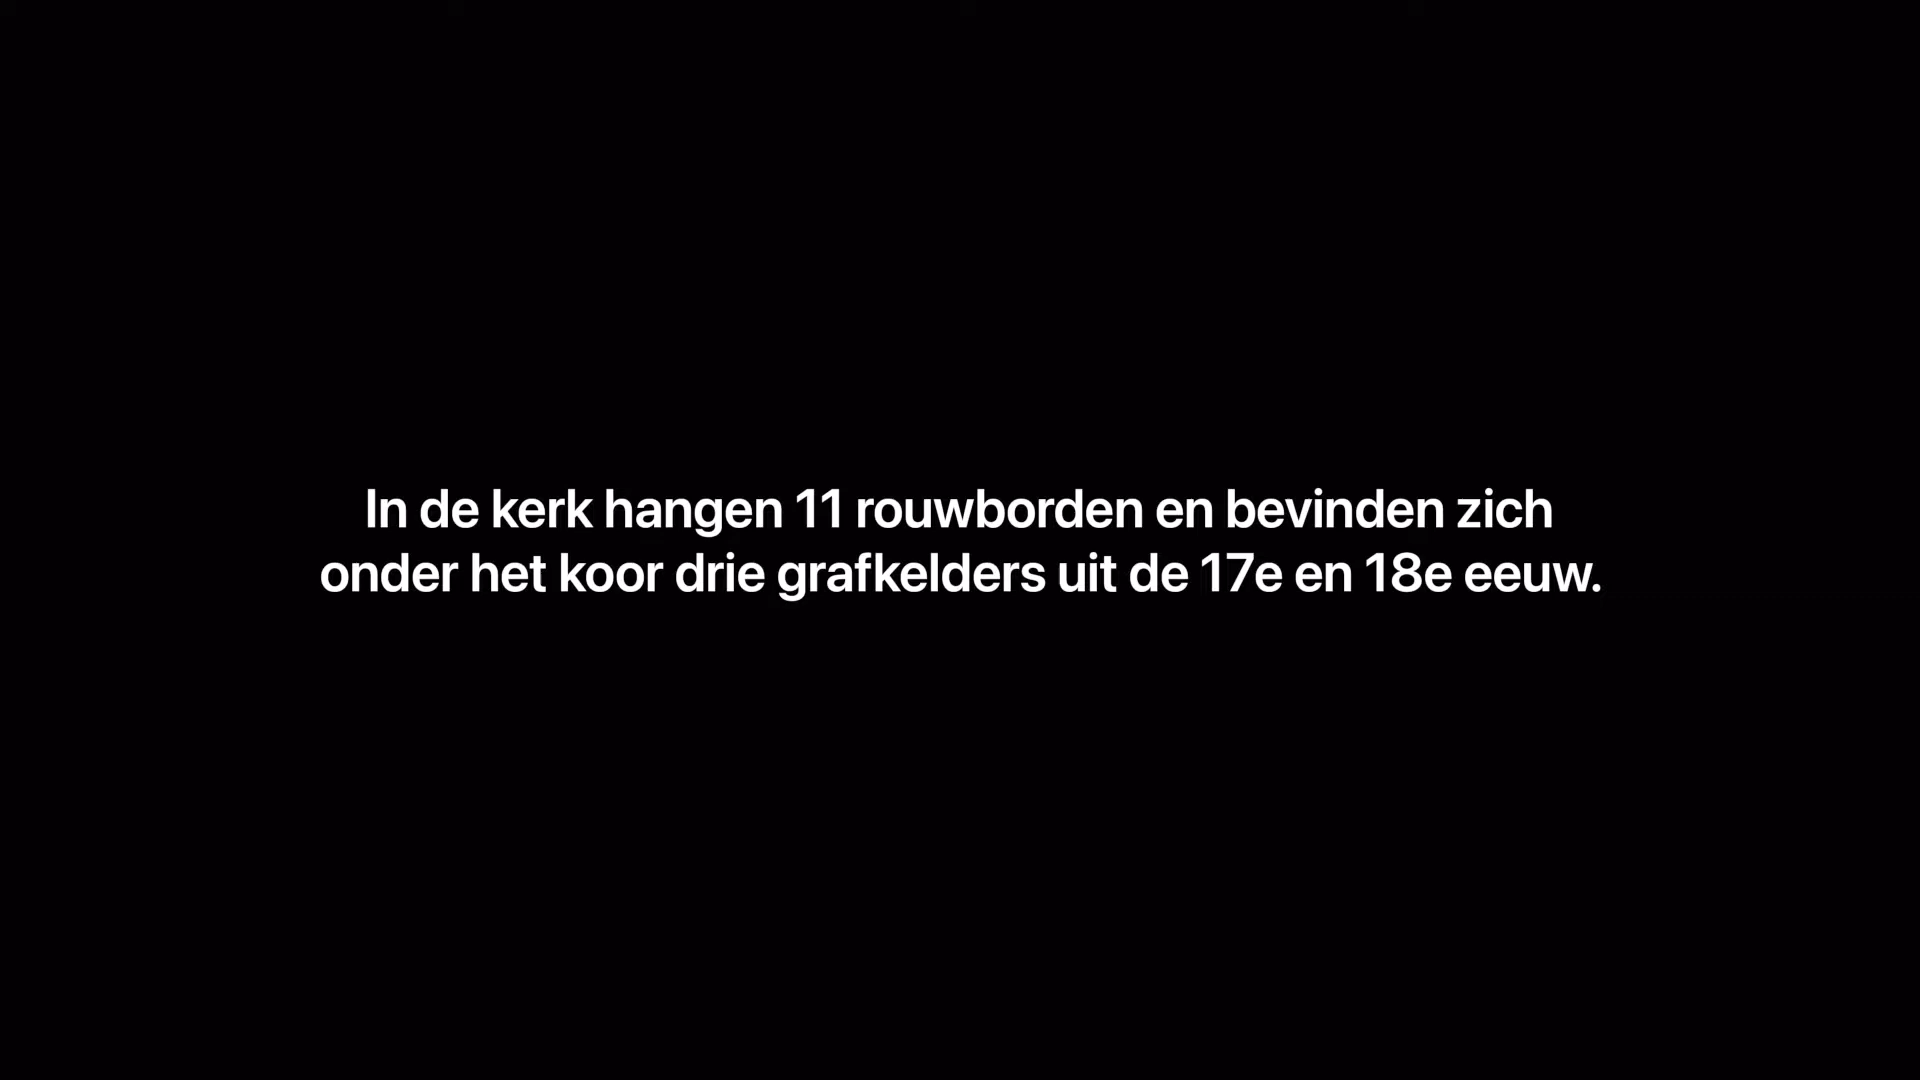 In de kerk hangen 11 rouwborden en bevinden zich
onder het koor drie grafkelders uit de 17e en 18e eeuw.